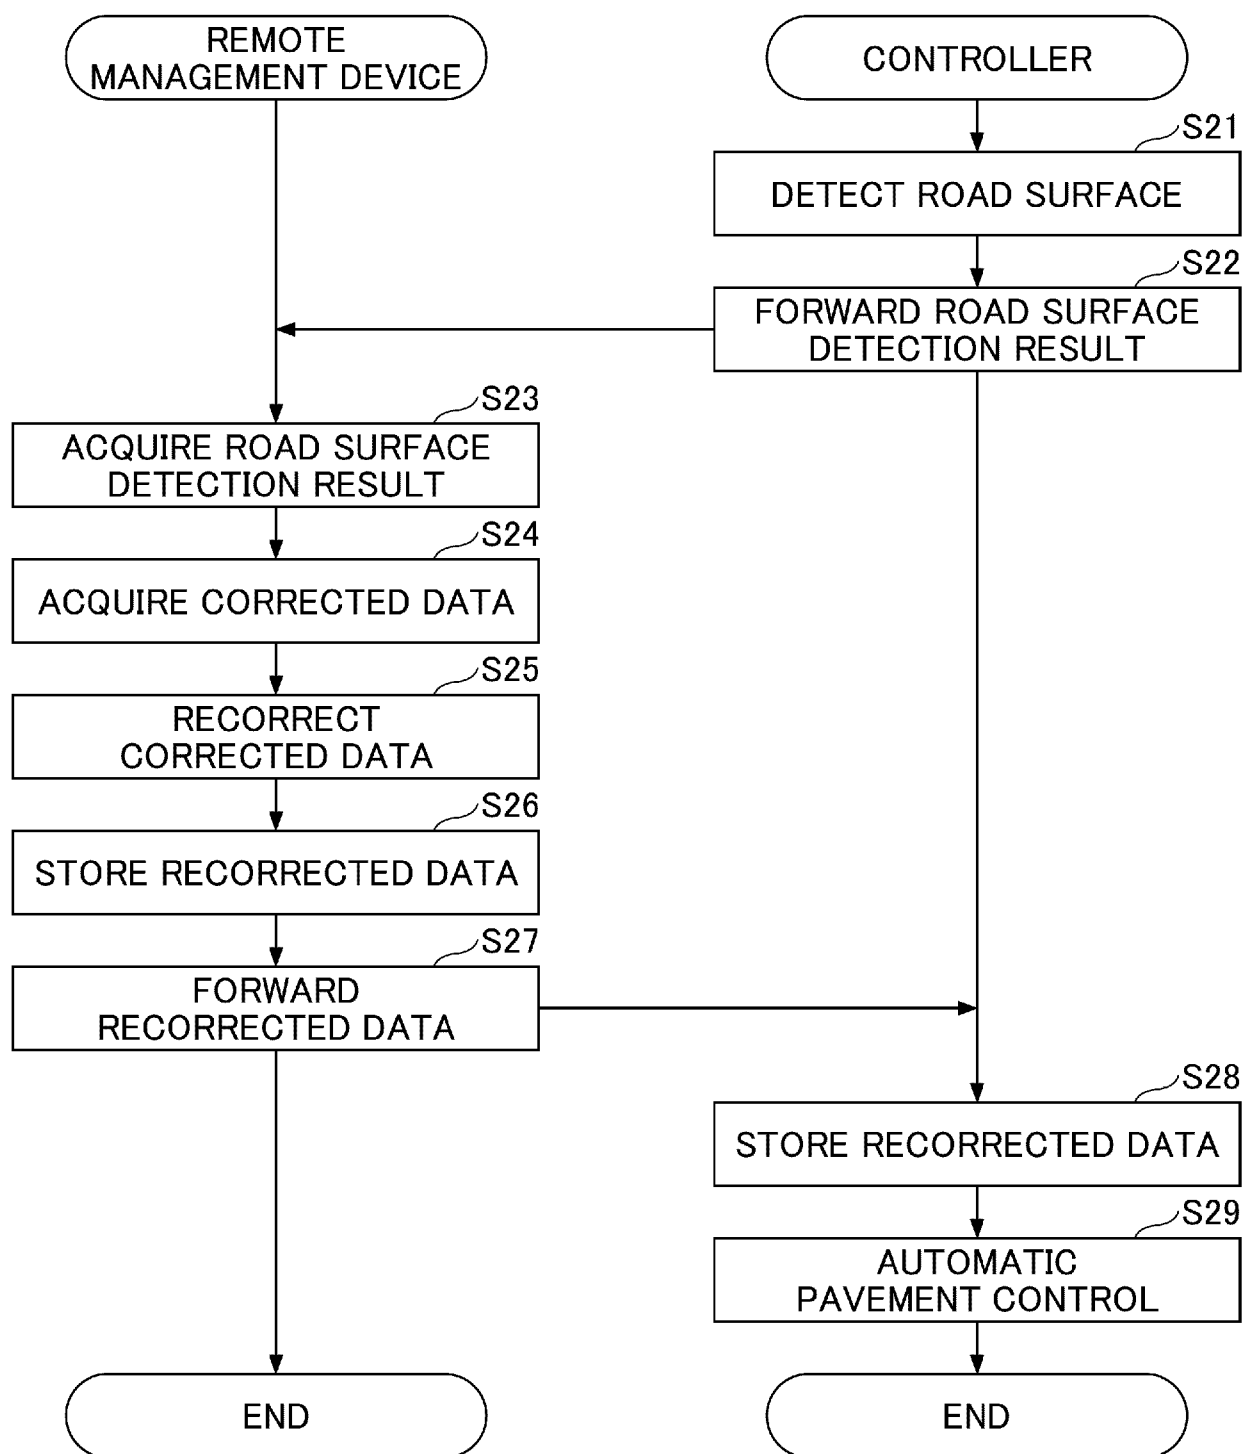 REMOTE
MANAGEMENT DEVICE
CONTROLLER
S21
DETECT ROAD SURFACE
S22
FORWARD ROAD SURFACE
DETECTION RESULT
S23
ACQUIRE ROAD SURFACE
DETECTION RESULT
S24
ACQUIRE CORRECTED DATA
S25
RECORRECT
CORRECTED DATA
S26
STORE RECORRECTED DATA
S27
FORWARD
RECORRECTED DATA
S28
STORE RECORRECTED DATA
S29
AUTOMATIC
PAVEMENT CONTROL
END
END